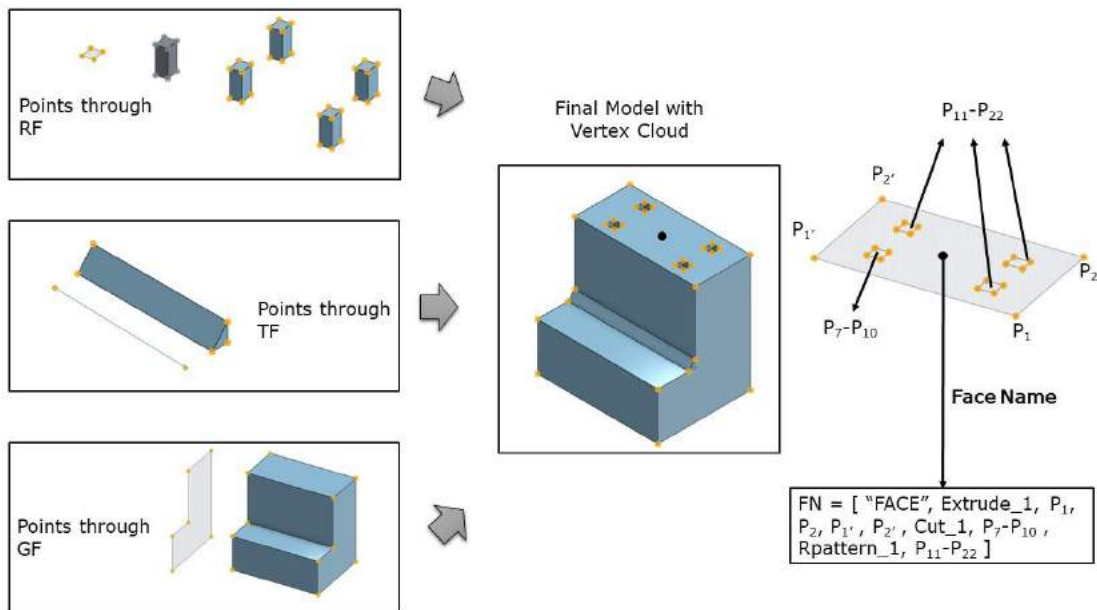 Points through
RF
Points through
TF
Points through
GF
Final Model with
Vertex Cloud
P₁₁-P₂₂
P₂'
P₁'
P₂
P₁
P₇-P₁₀
Face Name
FN = [ “FACE”, Extrude_1, P₁,
P₂, P₁' , P₂' , Cut_1, P₇-P₁₀ ,
Rpattern_1, P₁₁-P₂₂ ]